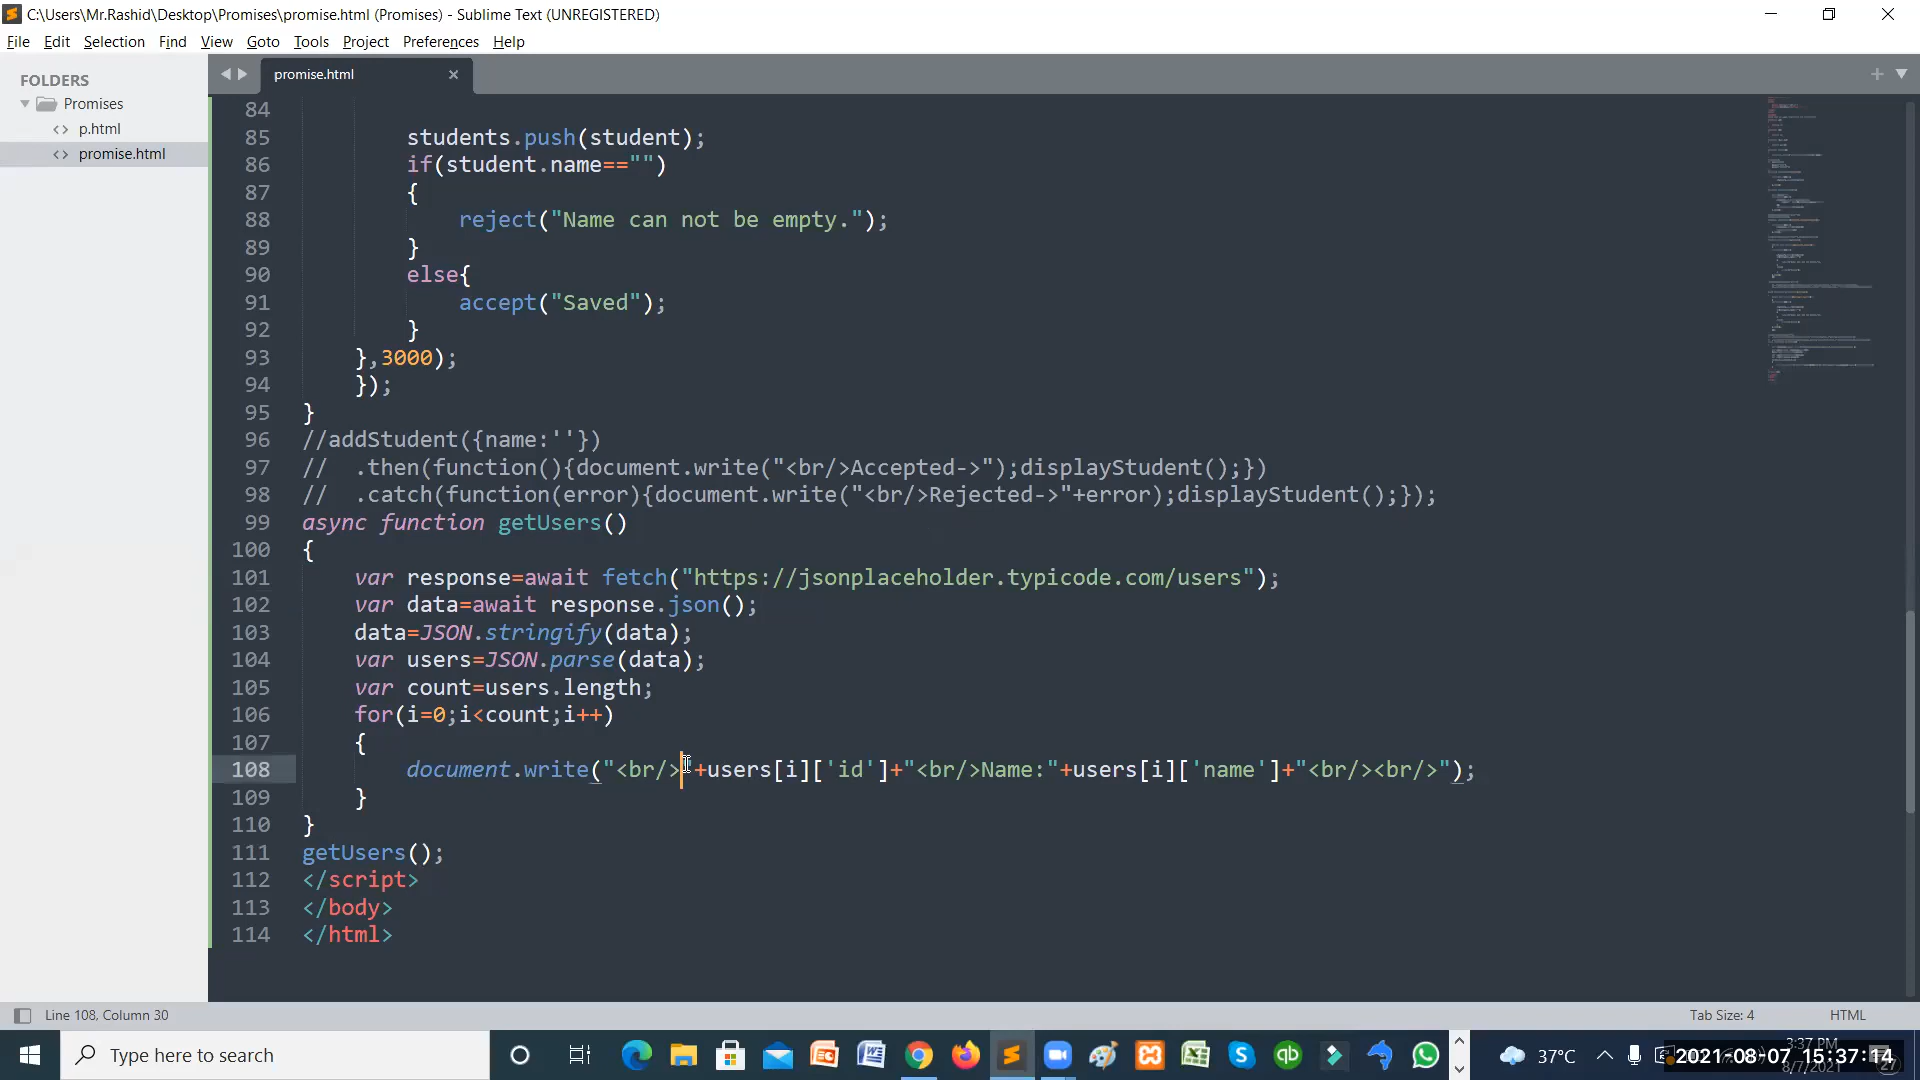 C:\Users\Mr.Rashid\Desktop\Promises\promise.html (Promises) - Sublime Text (UNREGISTERED)
File Edit Selection Find View Goto Tools Project Preferences Help
FOLDERS
Promises
p.html
promise.html
promise.html
84
85 students.push(student);
86 if(student.name=="")
87 {
88 reject("Name can not be empty.");
89 }
90 else{
91 accept("Saved");
92 }
93 },3000);
94 });
95 }
96 //addStudent({name:''})
97 // .then(function(){document.write("<br/>Accepted->");displayStudent();})
98 // .catch(function(error){document.write("<br/>Rejected->"+error);displayStudent();});
99 async function getUsers()
100 {
101 var response=await fetch("https://jsonplaceholder.typicode.com/users");
102 var data=await response.json();
103 data=JSON.stringify(data);
104 var users=JSON.parse(data);
105 var count=users.length;
106 for(i=0;i<count;i++)
107 {
108 document.write("<br/>"+users[i]['id']+"<br/>Name:"+users[i]['name']+"<br/><br/>");
109 }
110 }
111 getUsers();
112 </script>
113 </body>
114 </html>
Line 108, Column 30
Tab Size: 4
HTML
Type here to search
37°C
3:37 PM
2021-08-07 15:37:14
8/7/2021
27